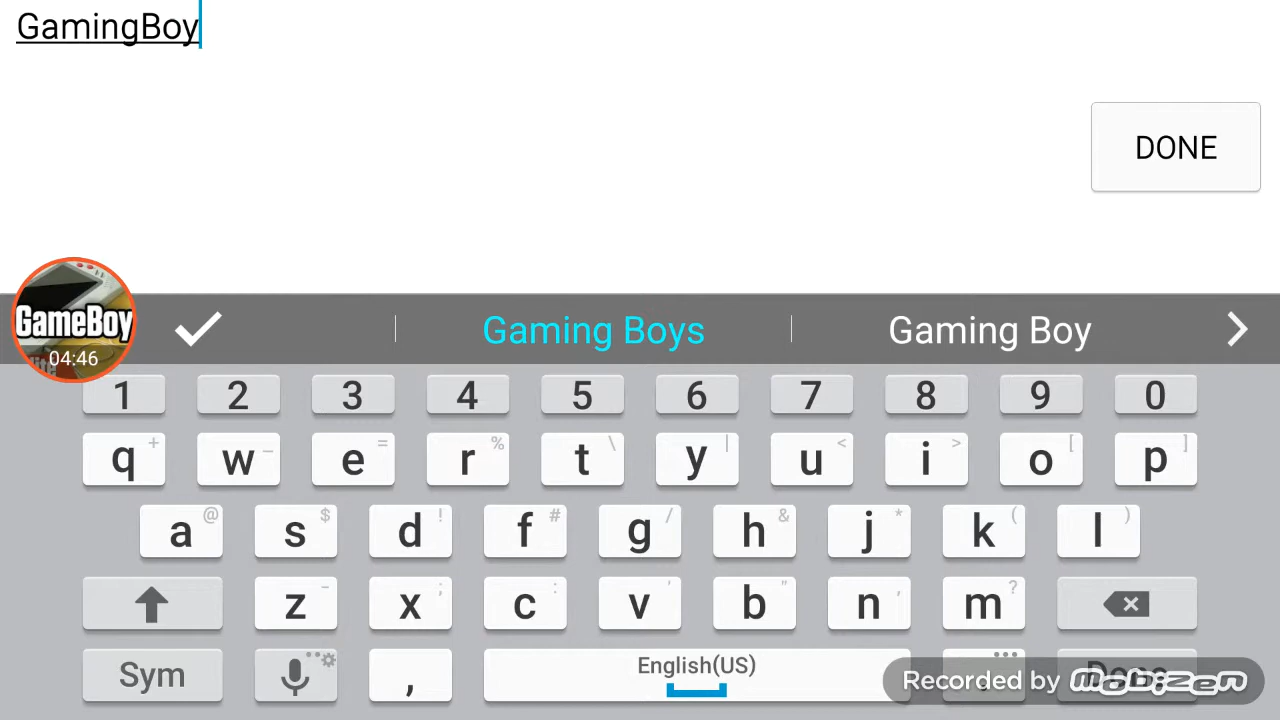 GamingBoy
DONE
GameBoy
04:46
Gaming Boys
Gaming Boy
1 2 3 4 5 6 7 8 9 0
q + w – e = r % t \ y | u < i > o [ p ]
a @ s $ d ! f # g / h & j * k ( l )
z - x ; c : v ' b " n , m ?
Sym , English(US) . Done
Recorded by mobizen